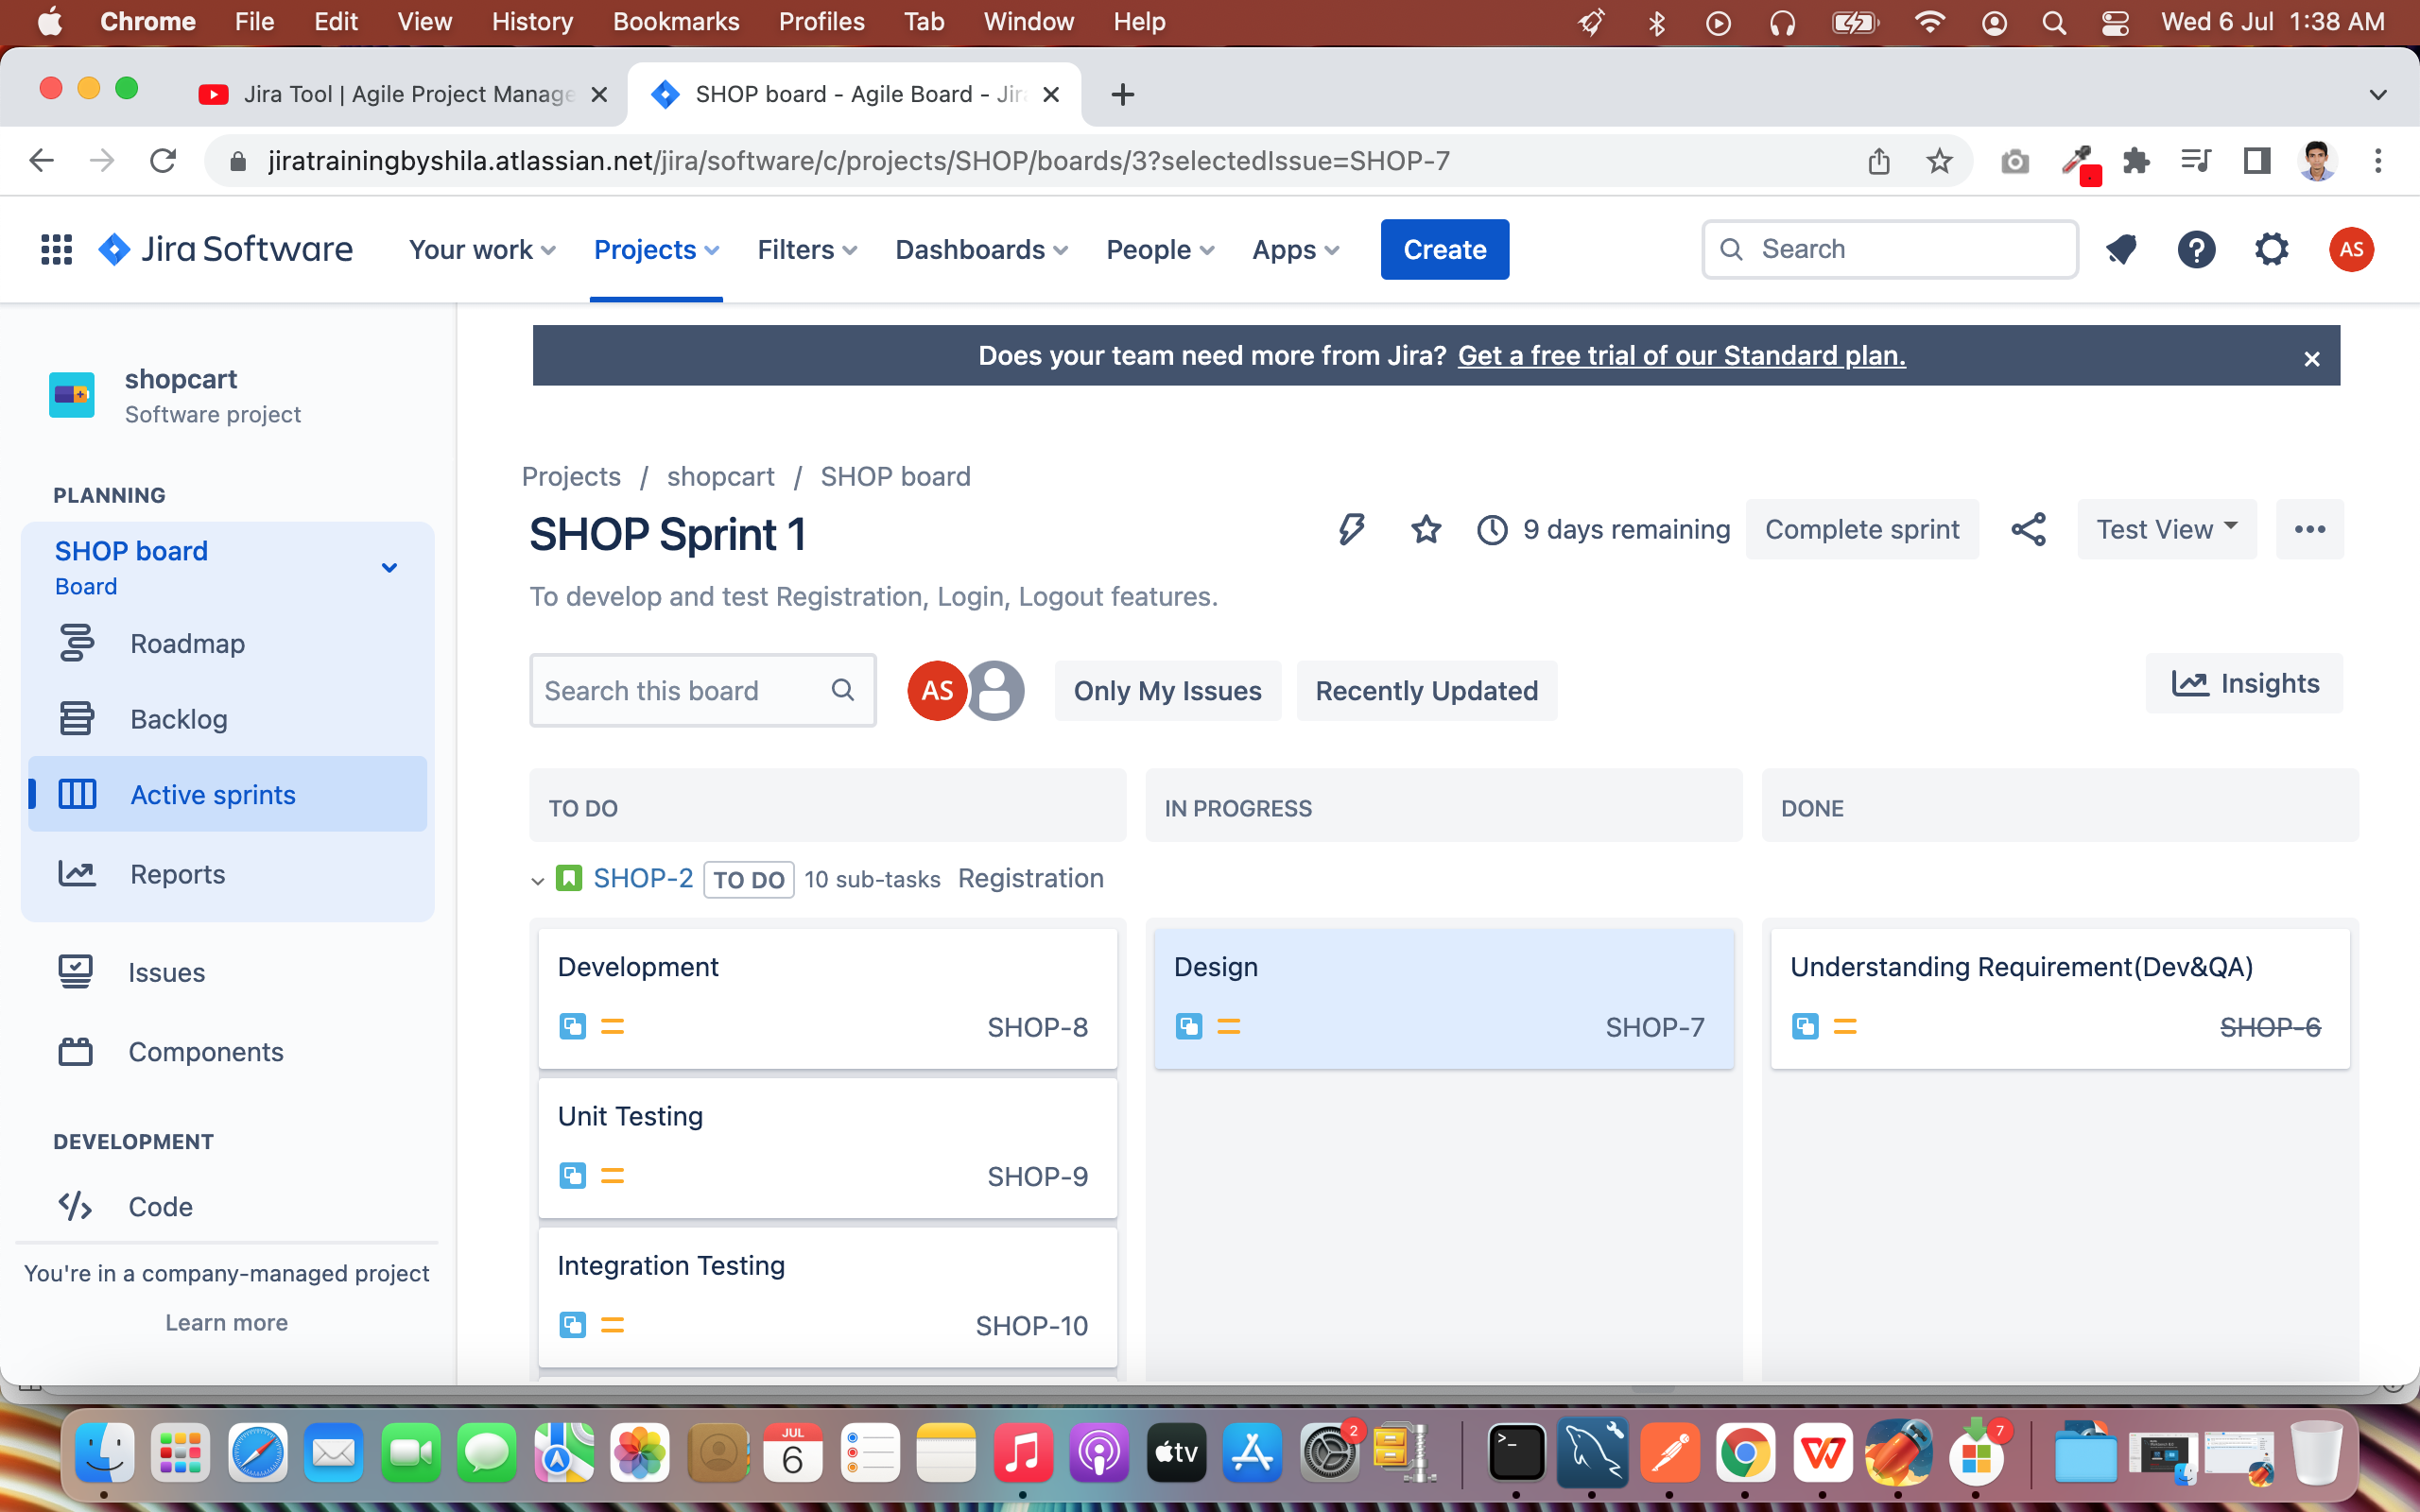 Chrome File Edit View History Bookmarks Profiles Tab Window Help Wed 6 Jul 1:38 AM
Jira Tool | Agile Project Manage SHOP board - Agile Board - Jir
jiratrainingbyshila.atlassian.net/jira/software/c/projects/SHOP/boards/3?selectedIssue=SHOP-7
Jira Software Your work Projects Filters Dashboards People Apps Create Search AS
Does your team need more from Jira? Get a free trial of our Standard plan.
shopcart
Software project
PLANNING
SHOP board
Board
Roadmap
Backlog
Active sprints
Reports
Issues
Components
DEVELOPMENT
Code
You're in a company-managed project
Learn more
Projects / shopcart / SHOP board
SHOP Sprint 1
9 days remaining Complete sprint Test View
To develop and test Registration, Login, Logout features.
Search this board AS Only My Issues Recently Updated Insights
TO DO IN PROGRESS DONE
SHOP-2 TO DO 10 sub-tasks Registration
Development
SHOP-8
Unit Testing
SHOP-9
Integration Testing
SHOP-10
Design
SHOP-7
Understanding Requirement(Dev&QA)
SHOP-6
JUL
6
tv
2
7